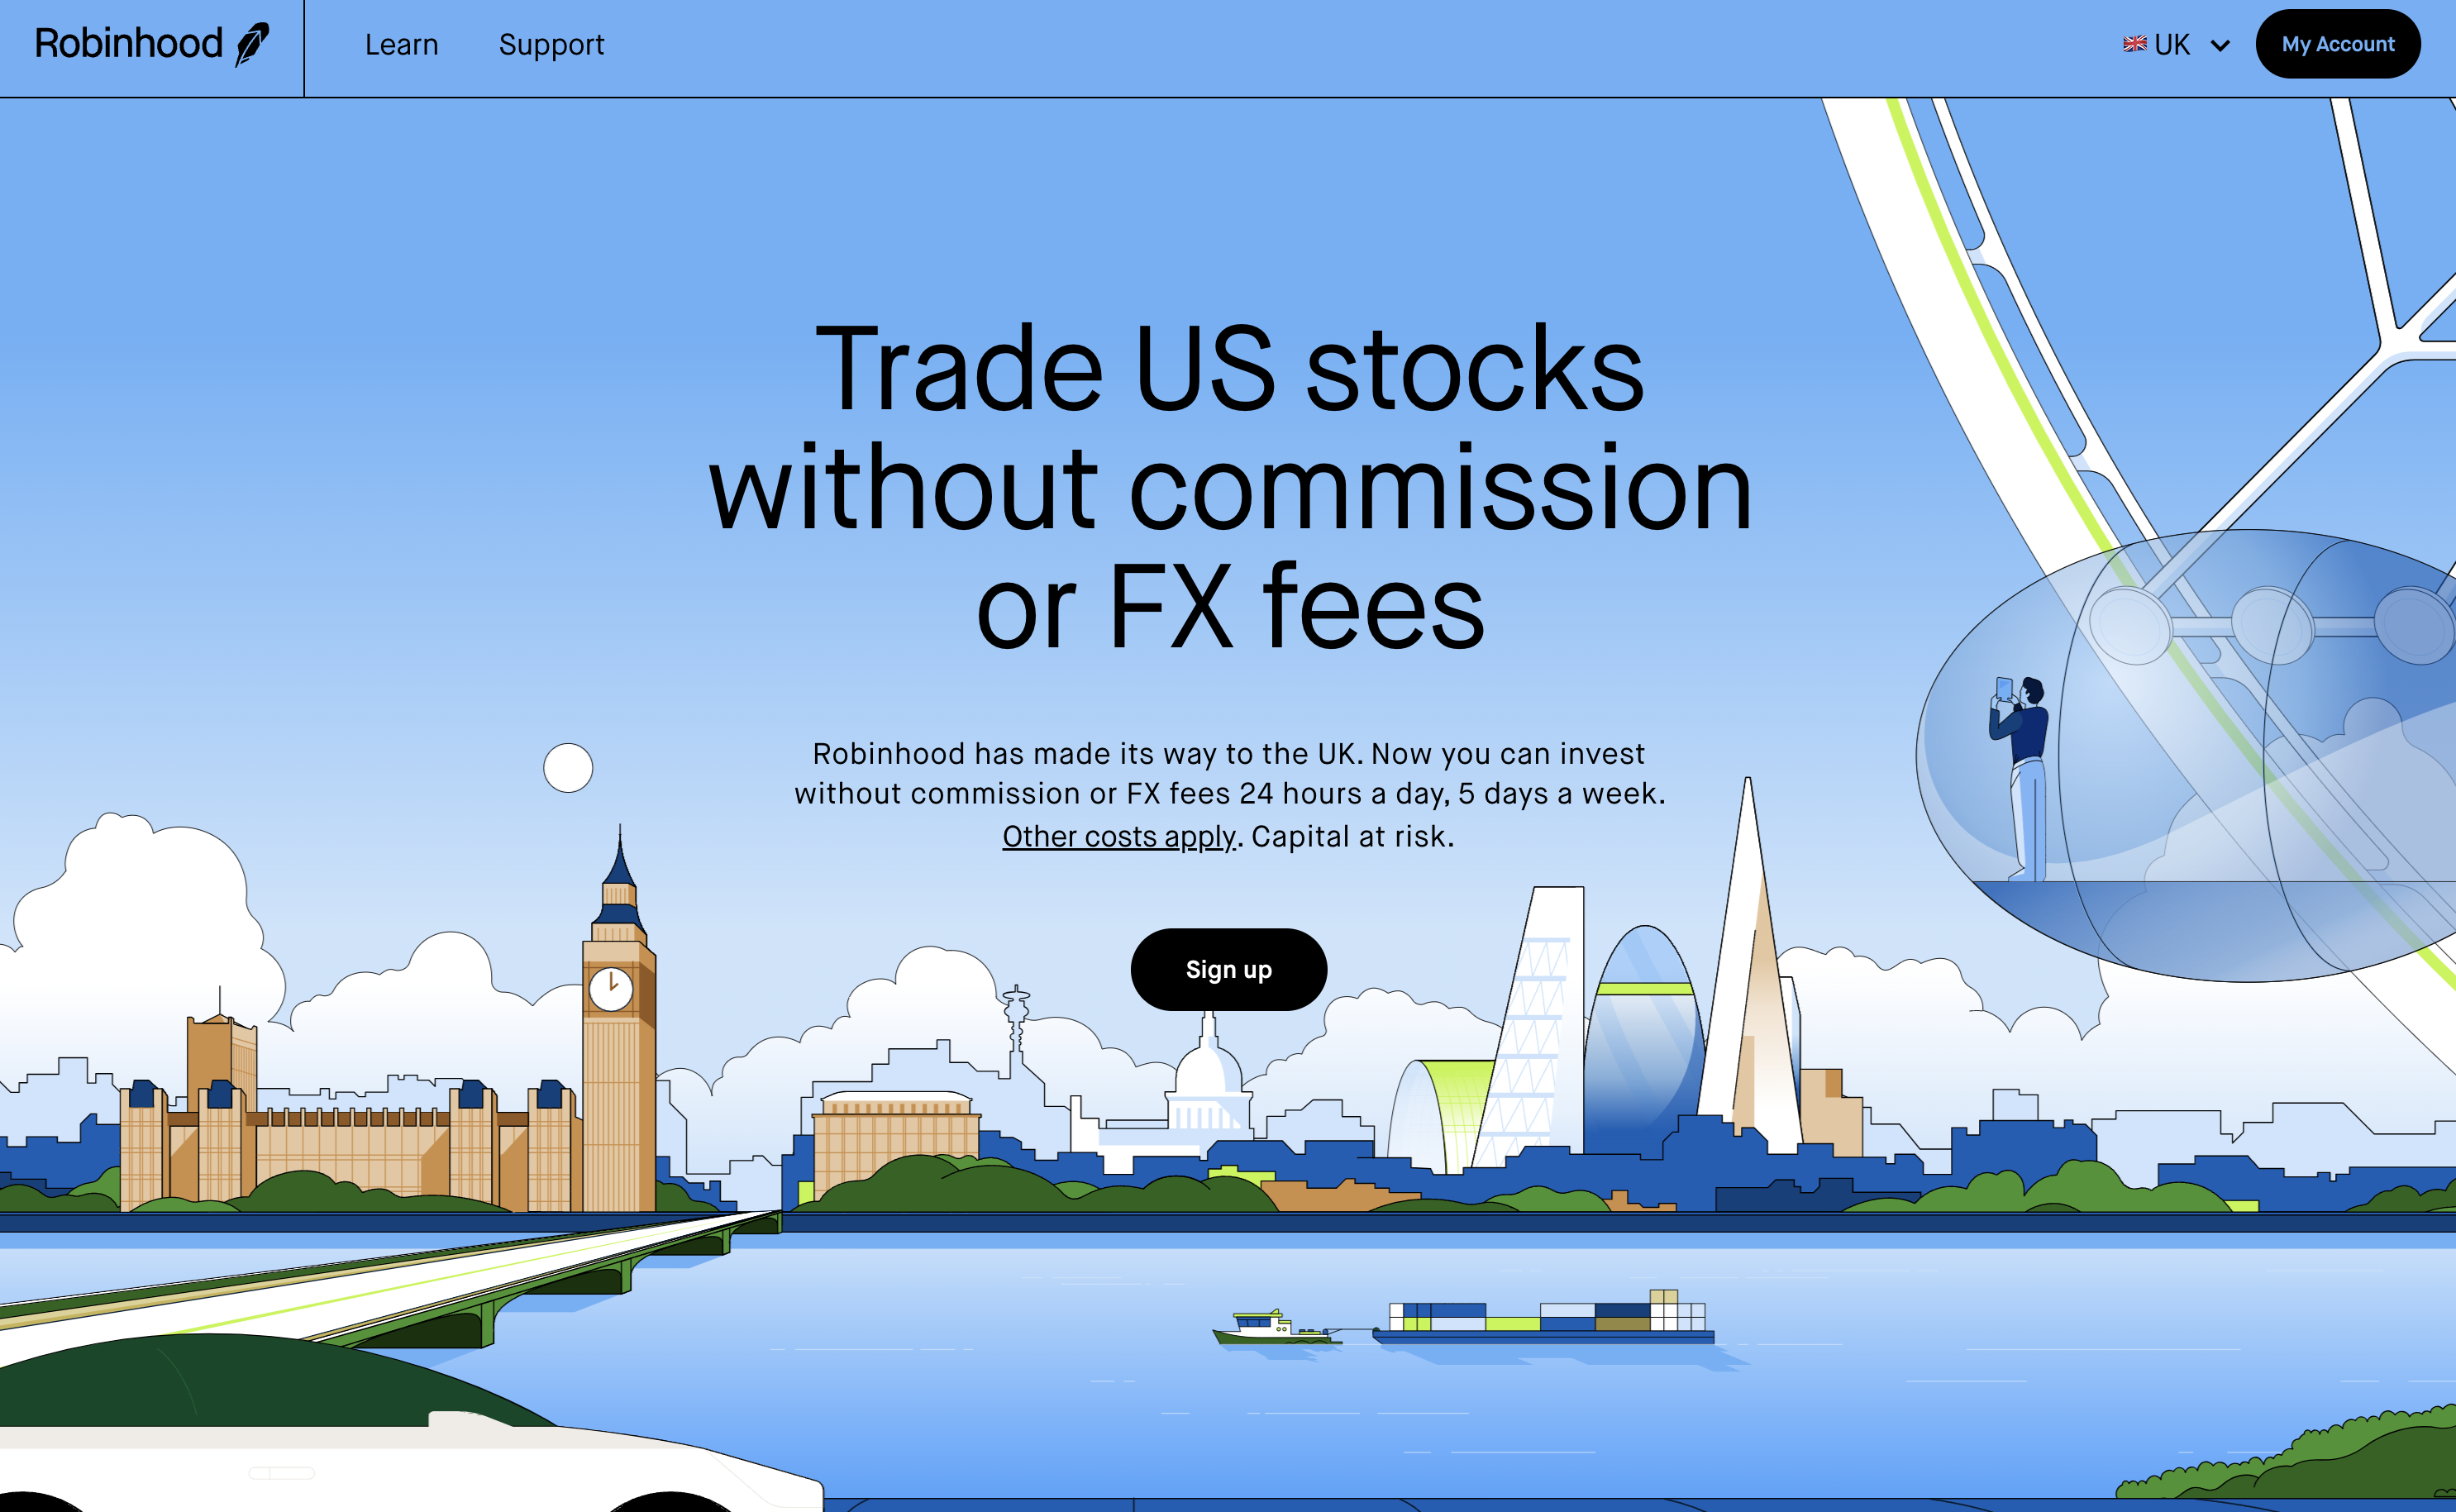 Robinhood
Learn
Support
UK
My Account
Trade US stocks
without commission
or FX fees
Robinhood has made its way to the UK. Now you can invest
without commission or FX fees 24 hours a day, 5 days a week.
Other costs apply. Capital at risk.
Sign up